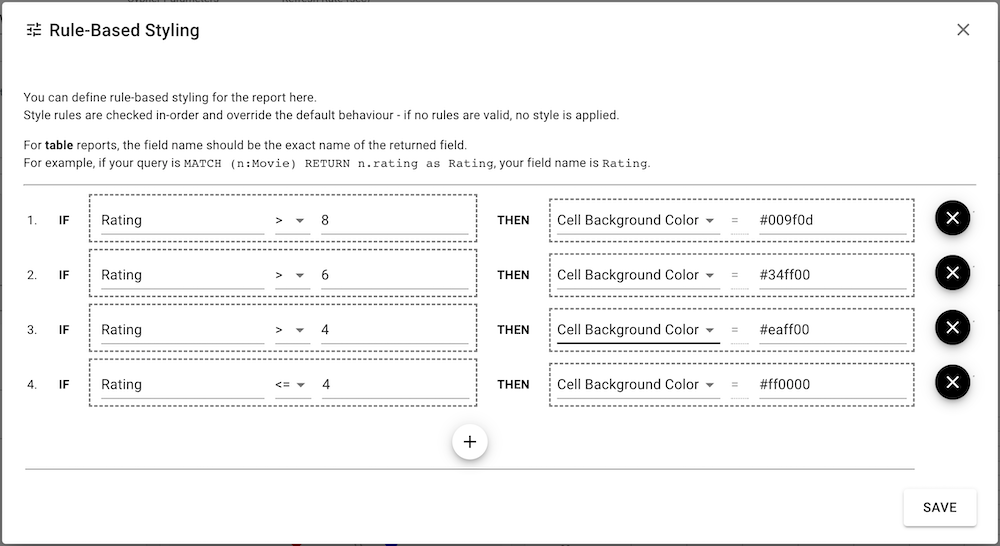 Rule-Based Styling
You can define rule-based styling for the report here.
Style rules are checked in-order and override the default behaviour - if no rules are valid, no style is applied.
For table reports, the field name should be the exact name of the returned field.
For example, if your query is MATCH (n:Movie) RETURN n.rating as Rating, your field name is Rating.
1. IF Rating > 8 THEN Cell Background Color = #009f0d
2. IF Rating > 6 THEN Cell Background Color = #34ff00
3. IF Rating > 4 THEN Cell Background Color = #eaff00
4. IF Rating <= 4 THEN Cell Background Color = #ff0000
+
SAVE